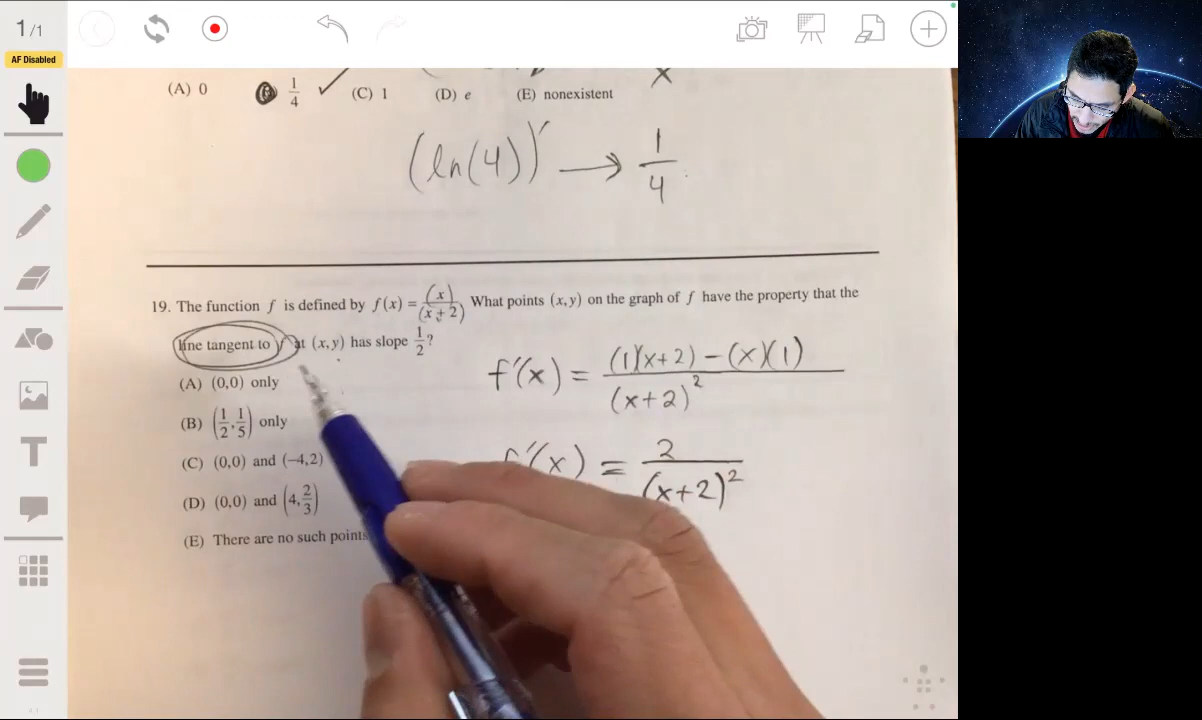 1/1
AF Disabled
(A) 0
1/4 ✓
(C) 1
(D) e
(E) nonexistent
x
(ln(4))′ → 1/4
19. The function f is defined by f(x) = (x)/(x + 2). What points (x, y) on the graph of f have the property that the
line tangent to f at (x, y) has slope 1/2?
(A) (0,0) only
(B) (1/2, 1/5) only
(C) (0,0) and (−4,2)
(D) (0,0) and (4, 2/3)
(E) There are no such points
f′(x) = ((1)(x+2) − (x)(1))/(x+2)²
f′(x) = 2/(x+2)²
T